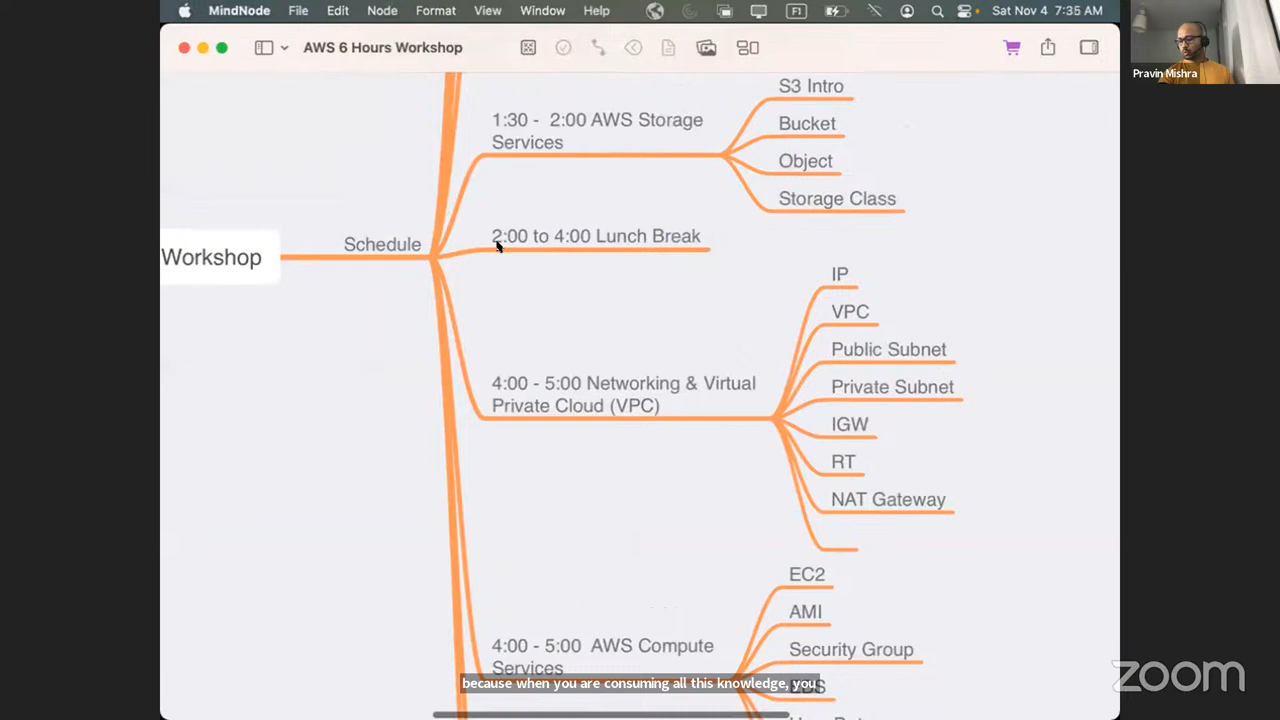 MindNode File Edit Node Format View Window Help Sat Nov 4 7:35 AM
AWS 6 Hours Workshop
Pravin Mishra
S3 Intro
1:30 - 2:00 AWS Storage
Services
Bucket
Object
Storage Class
Workshop
Schedule
2:00 to 4:00 Lunch Break
IP
VPC
Public Subnet
4:00 - 5:00 Networking & Virtual
Private Cloud (VPC)
Private Subnet
IGW
RT
NAT Gateway
EC2
AMI
4:00 - 5:00 AWS Compute
Services
Security Group
because when you are consuming all this knowledge, you
zoom